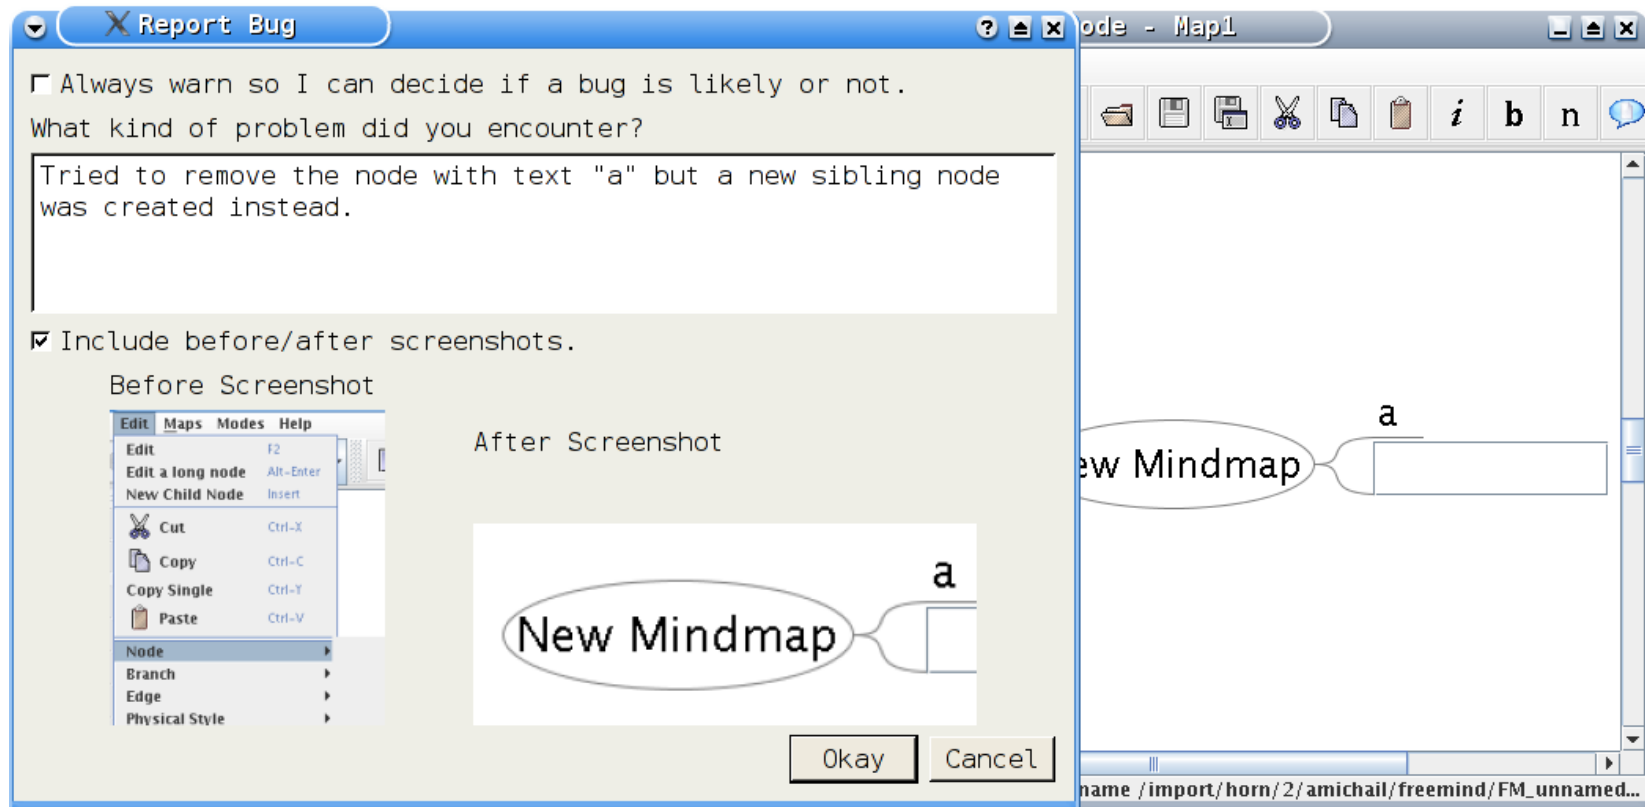 Report Bug
?
ode - Map1
Always warn so I can decide if a bug is likely or not.
What kind of problem did you encounter?
Tried to remove the node with text "a" but a new sibling node
was created instead.
Include before/after screenshots.
Before Screenshot
Edit Maps Modes Help
Edit F2
Edit a long node Alt-Enter
New Child Node Insert
Cut Ctrl-X
Copy Ctrl-C
Copy Single Ctrl-Y
Paste Ctrl-V
Node
Branch
Edge
Physical Style
After Screenshot
a
New Mindmap
Okay
Cancel
i b n
a
ew Mindmap
name /import/horn/2/amichail/freemind/FM_unnamed...